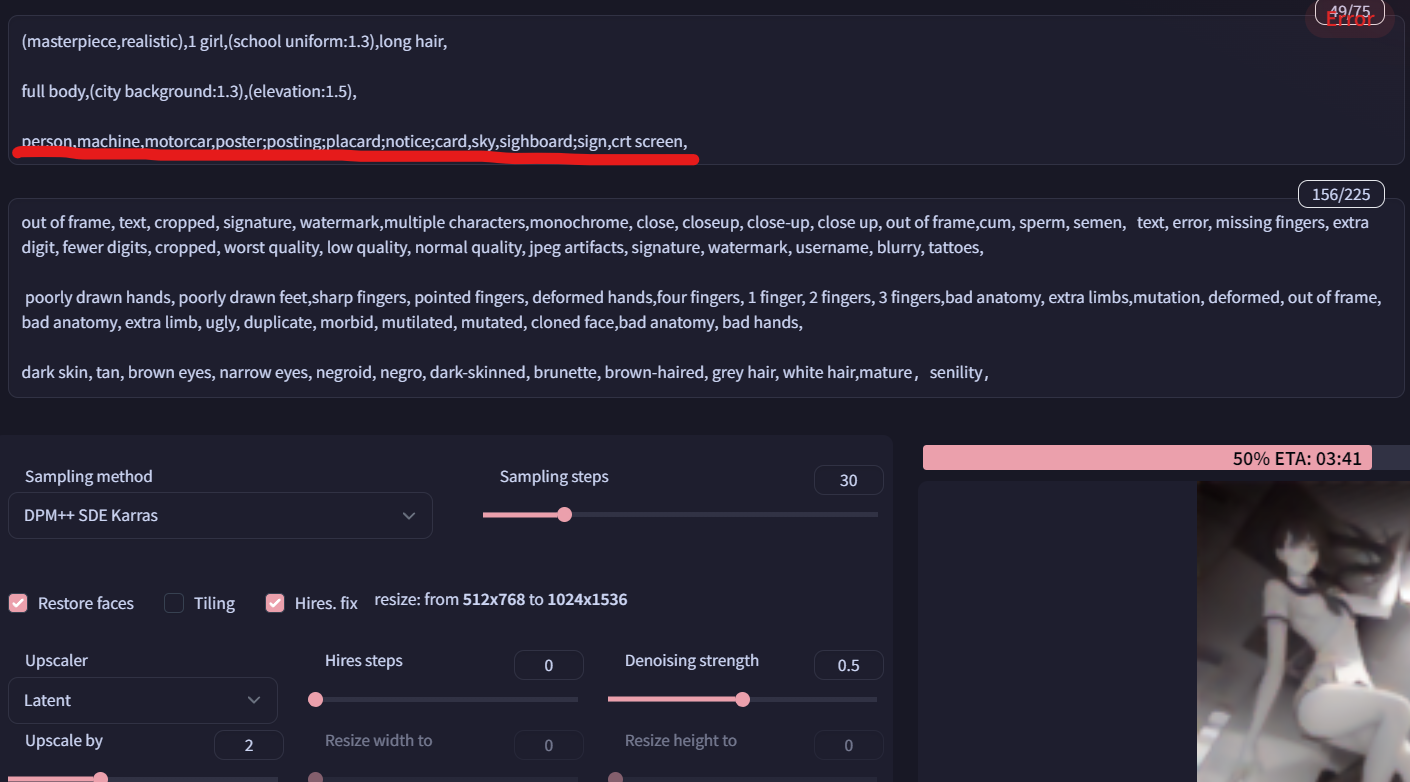 49/75
Error
(masterpiece,realistic),1 girl,(school uniform:1.3),long hair,
full body,(city background:1.3),(elevation:1.5),
person,machine,motorcar,poster;posting;placard;notice;card,sky,sighboard;sign,crt screen,
156/225
out of frame, text, cropped, signature, watermark,multiple characters,monochrome, close, closeup, close-up, close up, out of frame,cum, sperm, semen,   text, error, missing fingers, extra
digit, fewer digits, cropped, worst quality, low quality, normal quality, jpeg artifacts, signature, watermark, username, blurry, tattoes,
poorly drawn hands, poorly drawn feet,sharp fingers, pointed fingers, deformed hands,four fingers, 1 finger, 2 fingers, 3 fingers,bad anatomy, extra limbs,mutation, deformed, out of frame,
bad anatomy, extra limb, ugly, duplicate, morbid, mutilated, mutated, cloned face,bad anatomy, bad hands,
dark skin, tan, brown eyes, narrow eyes, negroid, negro, dark-skinned, brunette, brown-haired, grey hair, white hair,mature，senility，
Sampling method
Sampling steps
30
50% ETA: 03:41
DPM++ SDE Karras
Restore faces
Tiling
Hires. fix
resize: from 512x768 to 1024x1536
Upscaler
Hires steps
0
Denoising strength
0.5
Latent
Upscale by
2
Resize width to
0
Resize height to
0